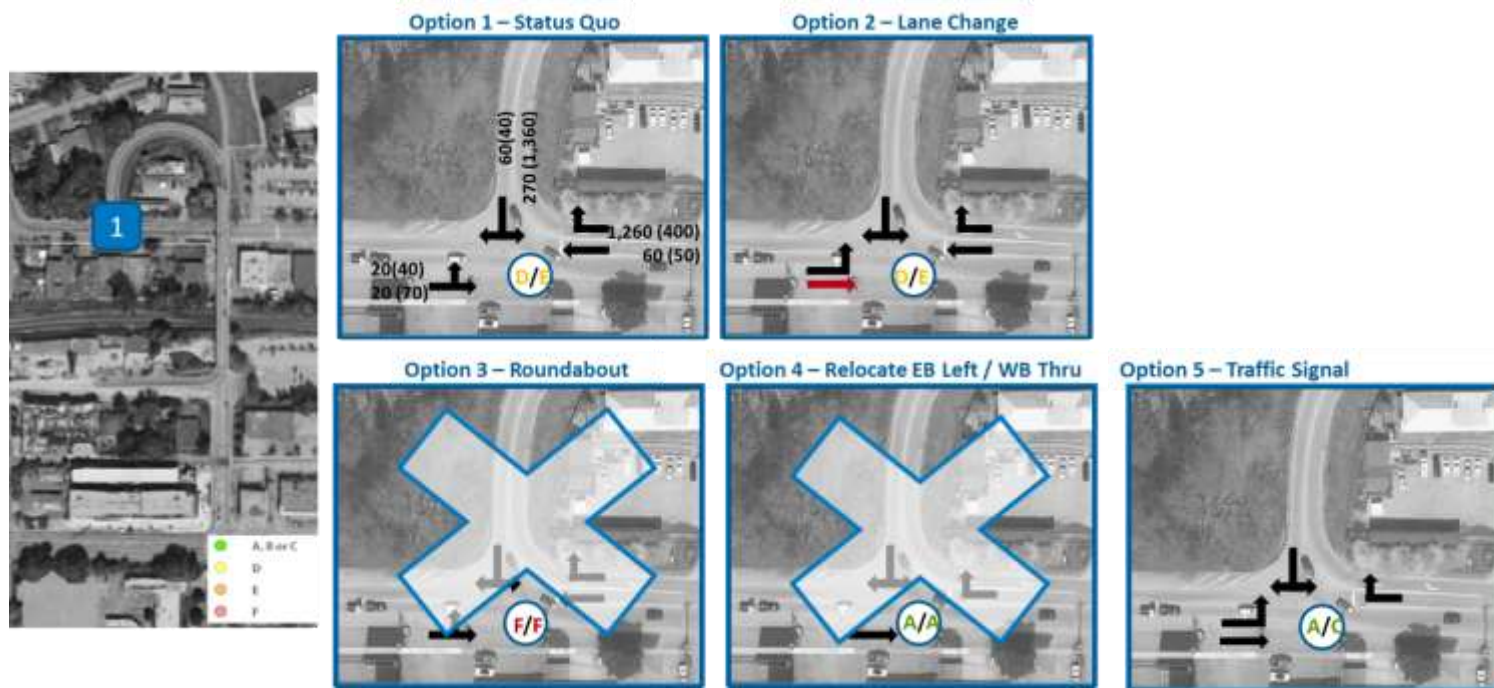 Option 1 – Status Quo
Option 2 – Lane Change
1
60(40)
270 (1,360)
1,260 (400)
60 (50)
20(40)
20 (70)
D/E
D/E
Option 3 – Roundabout
Option 4 – Relocate EB Left / WB Thru
Option 5 – Traffic Signal
F/F
A/A
A/C
A, B or C
D
E
F